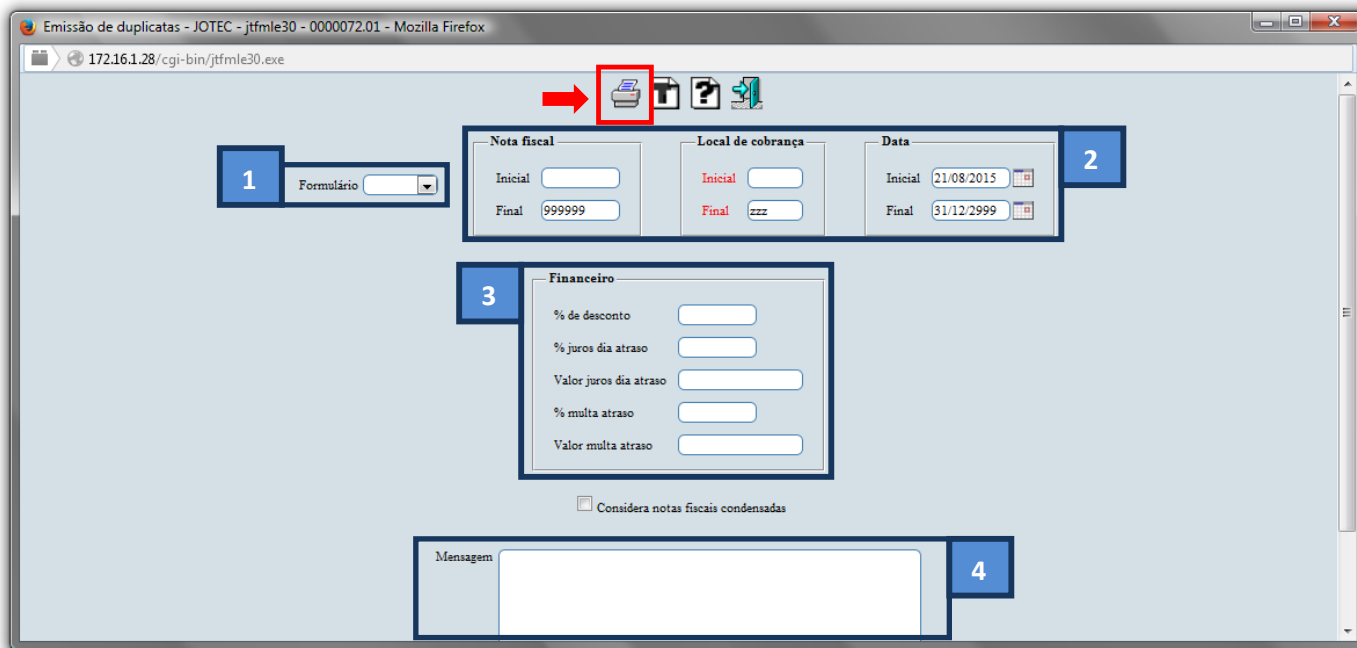 Emissão de duplicatas - JOTEC - jtfmle30 - 0000072.01 - Mozilla Firefox
172.16.1.28/cgi-bin/jtfmle30.exe
T ?
1
Formulário
Nota fiscal
Inicial
Final 999999
Local de cobrança
Inicial
Final zzz
Data
Inicial 21/08/2015
Final 31/12/2999
2
3
Financeiro
% de desconto
% juros dia atraso
Valor juros dia atraso
% multa atraso
Valor multa atraso
Considera notas fiscais condensadas
Mensagem
4